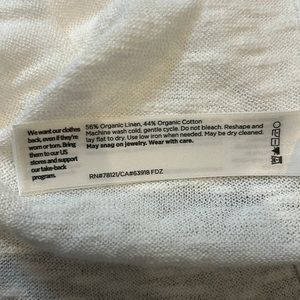 We want our clothes
back, even if they're
worn or torn. Bring
them to our US
stores and support
our take-back
program.
56% Organic Linen, 44% Organic Cotton
Machine wash cold, gentle cycle. Do not bleach. Reshape and
lay flat to dry. Use low iron when needed. May be dry cleaned.
May snag on jewelry. Wear with care.
RN#78121/CA#63918 FDZ